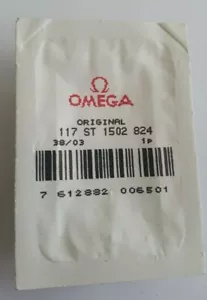 Ω
OMEGA
ORIGINAL
117 ST 1502 824
38/03 1P
7 612882 006501